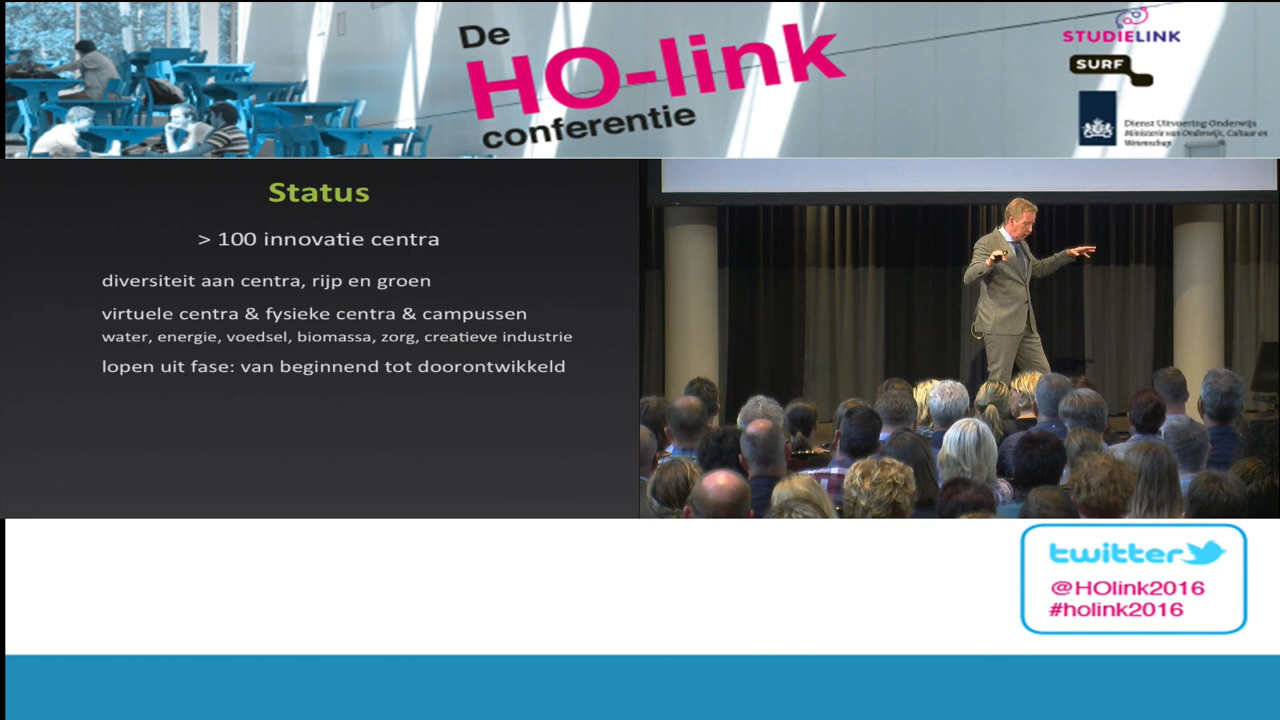 De
HO-link
conferentie
STUDIELINK
SURF
Dienst Uitvoering Onderwijs
Ministerie van Onderwijs, Cultuur en
Wetenschap
Status
> 100 innovatie centra
diversiteit aan centra, rijp en groen
virtuele centra & fysieke centra & campussen
water, energie, voedsel, biomassa, zorg, creatieve industrie
lopen uit fase: van beginnend tot doorontwikkeld
twitter
@HOlink2016
#holink2016